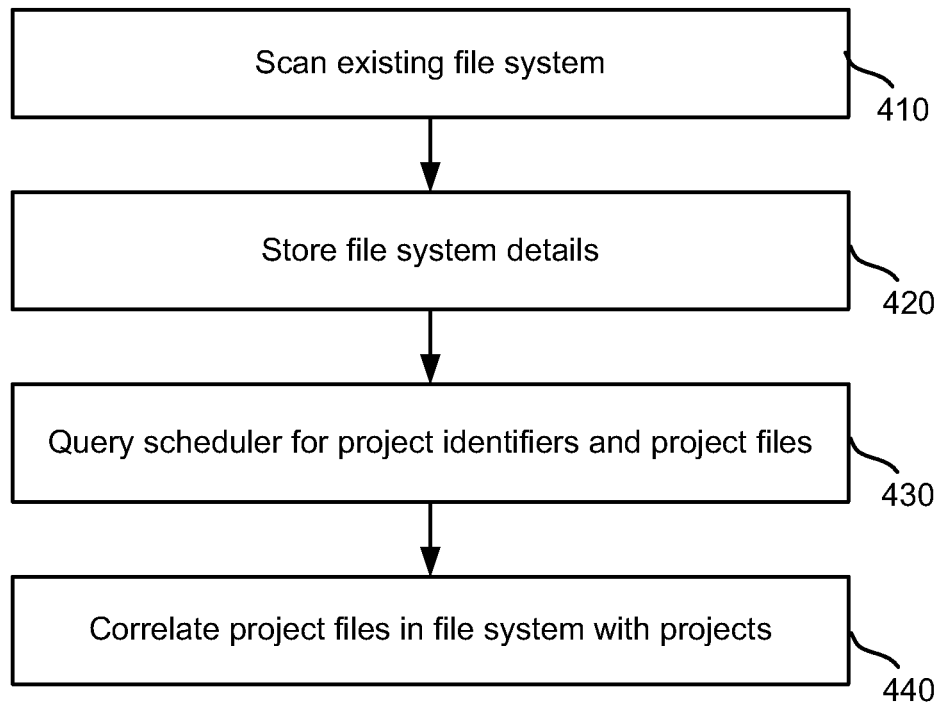 Scan existing file system
410
Store file system details
420
Query scheduler for project identifiers and project files
430
Correlate project files in file system with projects
440